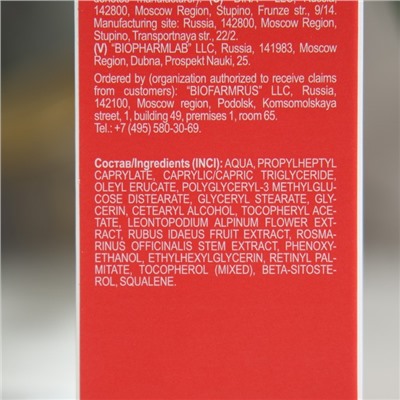 142800, Moscow Region, Stupino, Frunze str., 9/14.
Manufacturing site: Russia, 142800, Moscow Region,
Stupino, Transportnaya str., 22/2.
(V) "BIOPHARMLAB" LLC, Russia, 141983, Moscow
Region, Dubna, Prospekt Nauki, 25.
Ordered by (organization authorized to receive claims
from customers): "BIOFARMRUS" LLC, Russia,
142100, Moscow region, Podolsk, Komsomolskaya
street, 1, building 49, premises 1, room 65.
Tel.: +7 (495) 580-30-69.
Состав/Ingredients (INCI): AQUA, PROPYLHEPTYL
CAPRYLATE, CAPRYLIC/CAPRIC TRIGLYCERIDE,
OLEYL ERUCATE, POLYGLYCERYL-3 METHYLGLU-
COSE DISTEARATE, GLYCERYL STEARATE, GLY-
CERIN, CETEARYL ALCOHOL, TOCOPHERYL ACE-
TATE, LEONTOPODIUM ALPINUM FLOWER EXT-
RACT, RUBUS IDAEUS FRUIT EXTRACT, ROSMA-
RINUS OFFICINALIS STEM EXTRACT, PHENOXY-
ETHANOL, ETHYLHEXYLGLYCERIN, RETINYL PAL-
MITATE, TOCOPHEROL (MIXED), BETA-SITOSTE-
ROL, SQUALENE.